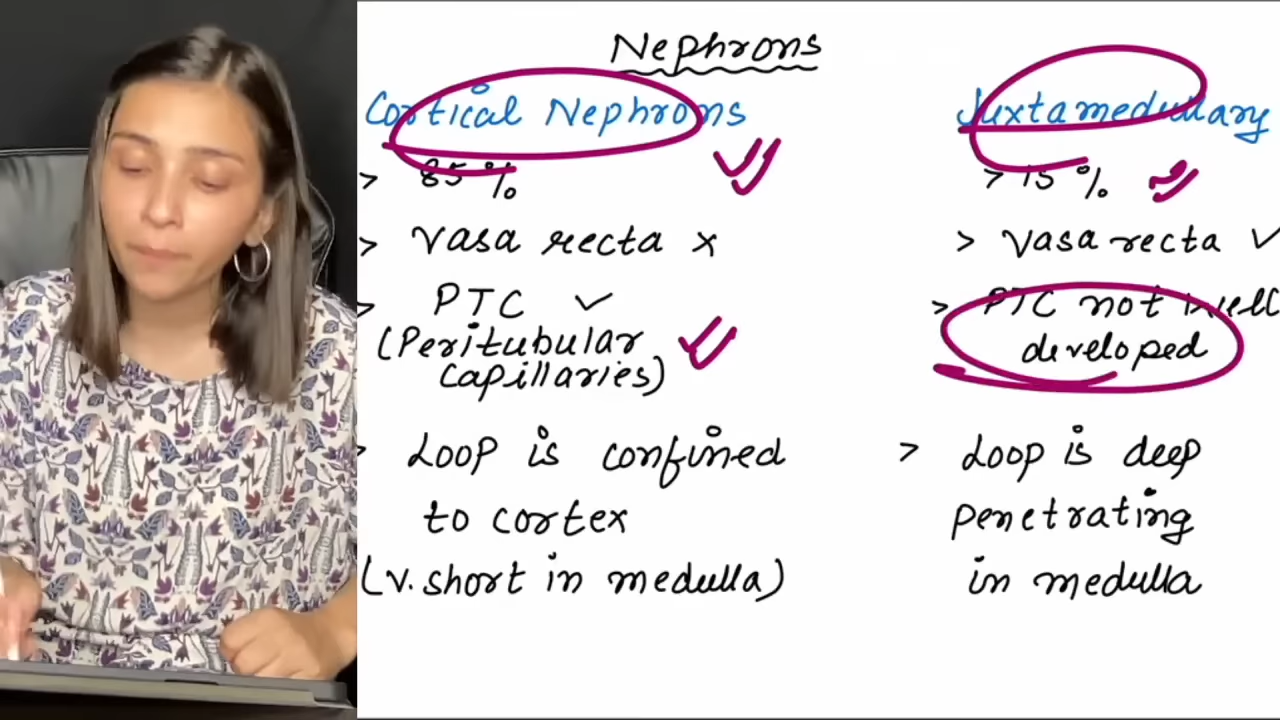 Nephrons
Cortical Nephrons
> 85%
> Vasa recta x
> PTC ✓
(Peritubular
Capillaries)
> Loop is confined
to cortex
(v. short in medulla)
Juxtamedullary
> 15%
> Vasa recta ✓
> PTC not well
developed
> Loop is deep
penetrating
in medulla